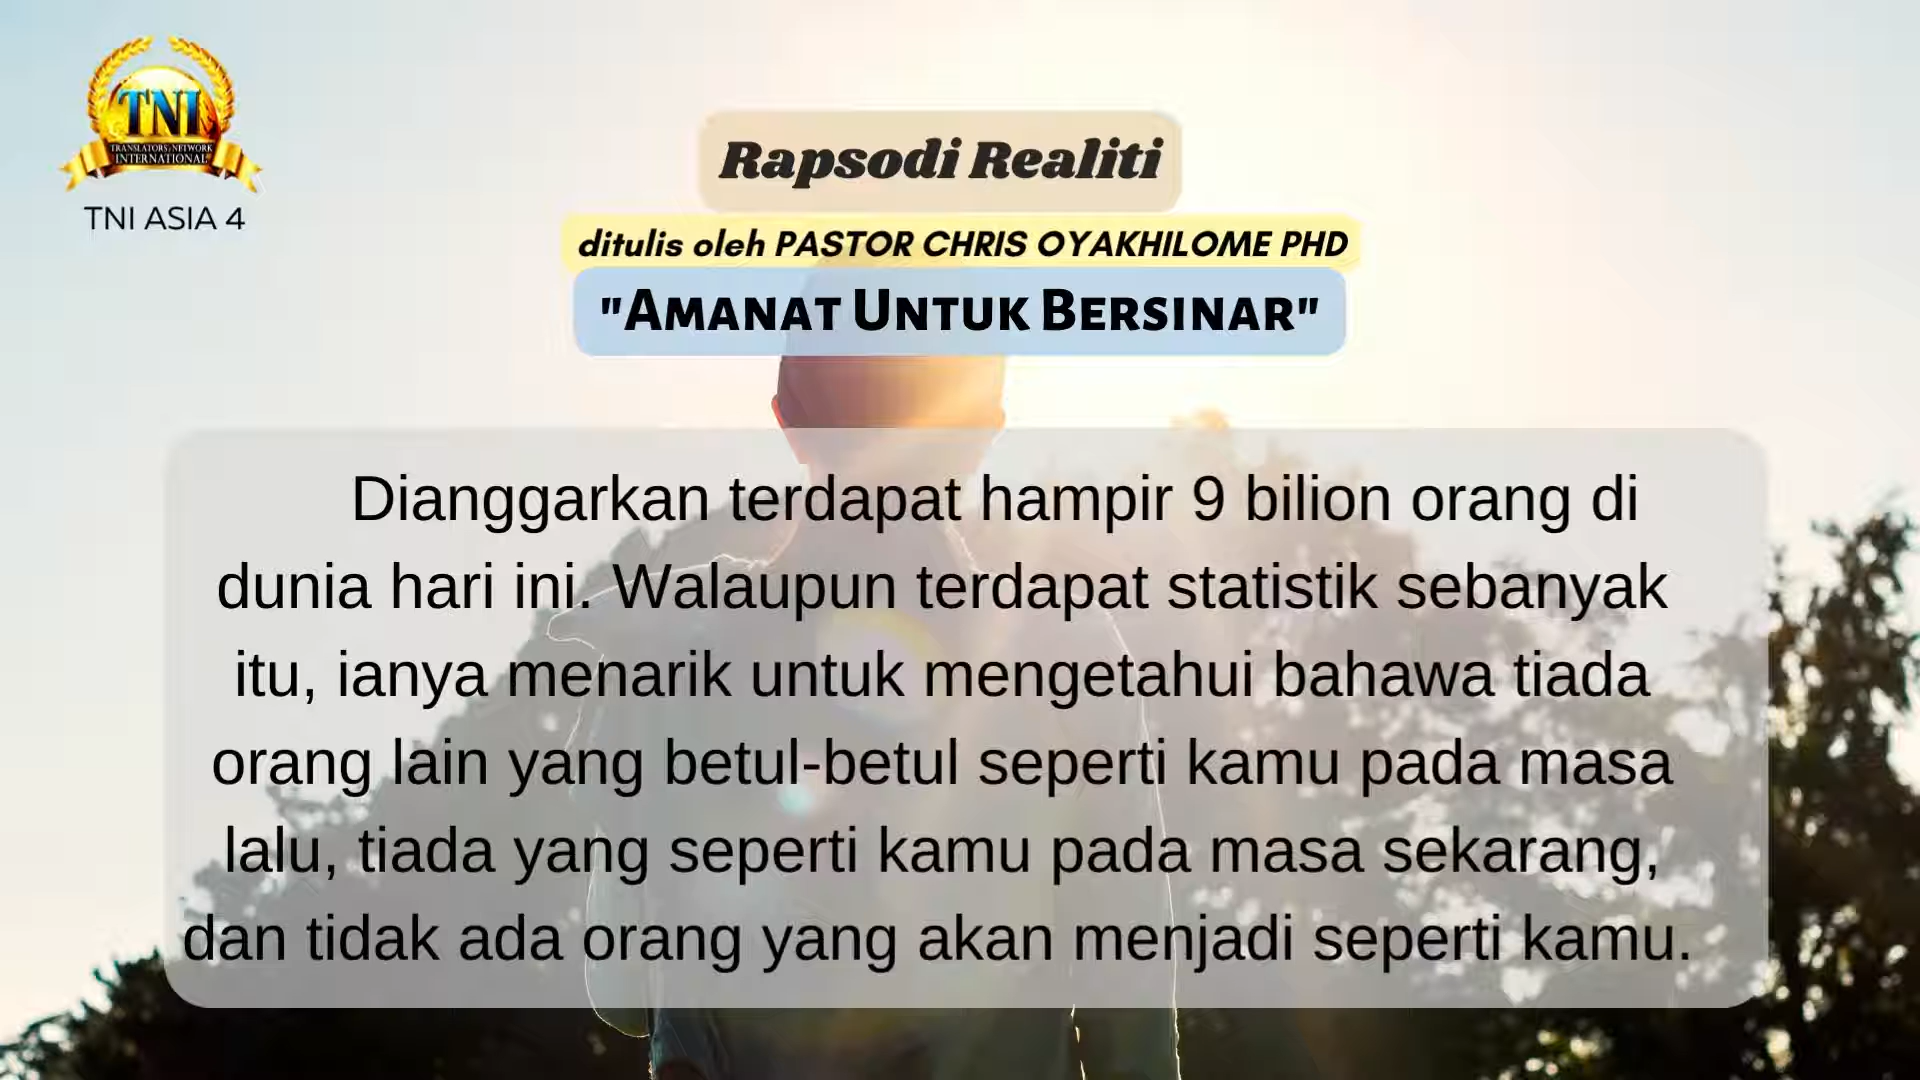 TNI
TRANSLATORS NETWORK
INTERNATIONAL
TNI ASIA 4
Rapsodi Realiti
ditulis oleh PASTOR CHRIS OYAKHILOME PHD
"Amanat Untuk Bersinar"
Dianggarkan terdapat hampir 9 bilion orang di
dunia hari ini. Walaupun terdapat statistik sebanyak
itu, ianya menarik untuk mengetahui bahawa tiada
orang lain yang betul-betul seperti kamu pada masa
lalu, tiada yang seperti kamu pada masa sekarang,
dan tidak ada orang yang akan menjadi seperti kamu.